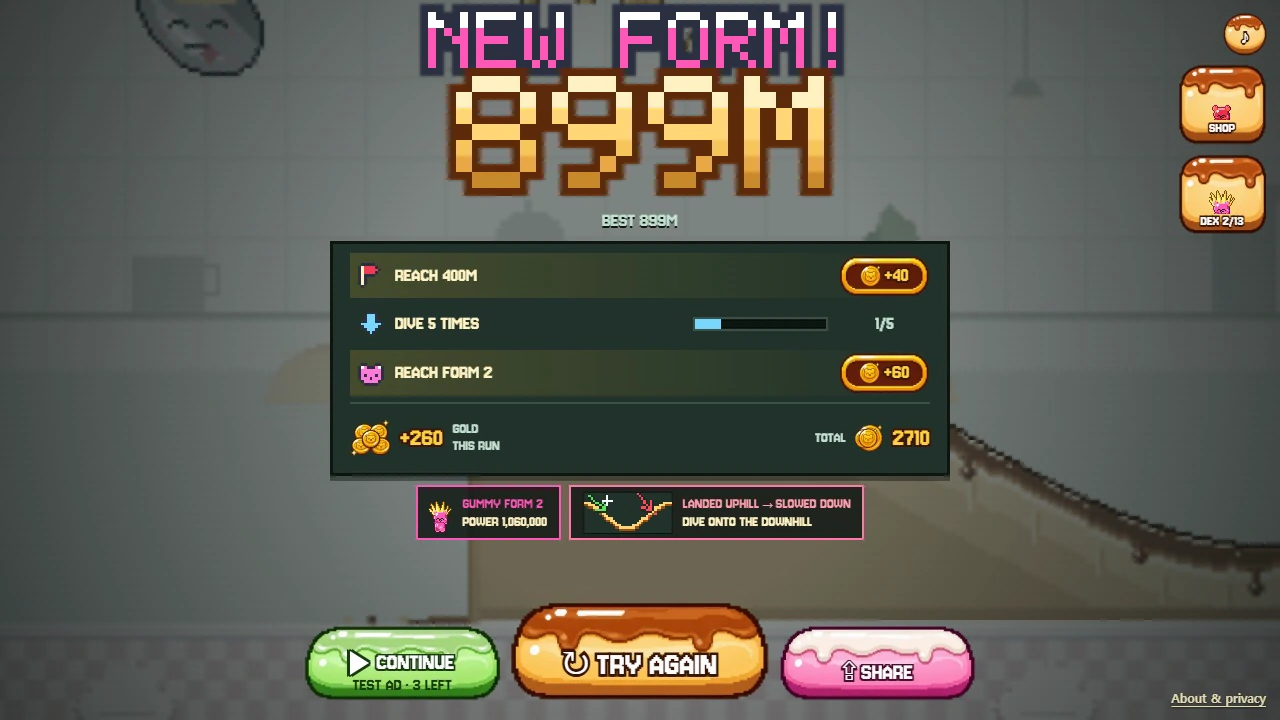 NEW FORM!
899M
BEST 899M
SHOP
DEX 2/13
REACH 400M
+40
DIVE 5 TIMES
1/5
REACH FORM 2
+60
+260
GOLD
THIS RUN
TOTAL
2710
GUMMY FORM 2
POWER 1,060,000
LANDED UPHILL → SLOWED DOWN
DIVE ONTO THE DOWNHILL
CONTINUE
TEST AD · 3 LEFT
TRY AGAIN
SHARE
About & privacy